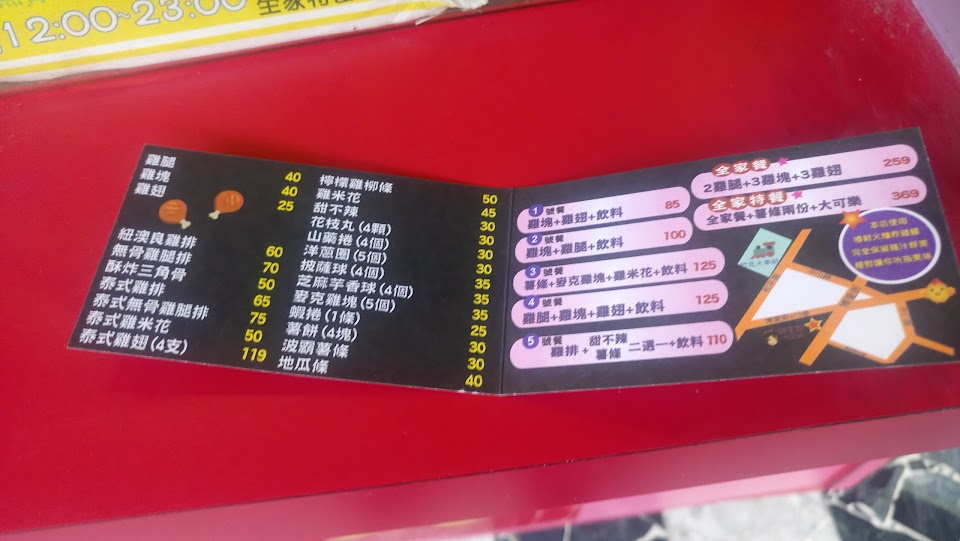 12:00~23:00
雞腿 40
雞塊 40
雞翅 25
紐澳良雞排 60
無骨雞腿排 70
酥炸三角骨 50
泰式雞排 65
泰式無骨雞腿排 75
泰式雞米花 50
泰式雞翅(4支) 119
檸檬雞柳條 50
雞米花 45
甜不辣 30
花枝丸(4顆) 30
山藥捲(4個) 30
洋蔥圈(5個) 30
披薩球(4個) 35
芝麻芋香球(4個) 35
麥克雞塊(5個) 35
蝦捲(1條) 25
薯餅(4塊) 30
波霸薯條 30
地瓜條 40
1 號餐
雞塊+雞翅+飲料 85
2 號餐
雞塊+雞腿+飲料 100
3 號餐
薯條+麥克雞塊+雞米花+飲料 125
4 號餐
雞腿+雞塊+雞翅+飲料 125
5 號餐
雞排+ 甜不辣 薯條 二選一+飲料 110
全家餐
2雞腿+3雞塊+3雞翅 259
全家特餐
全家餐+薯條兩份+大可樂 369
本店使用